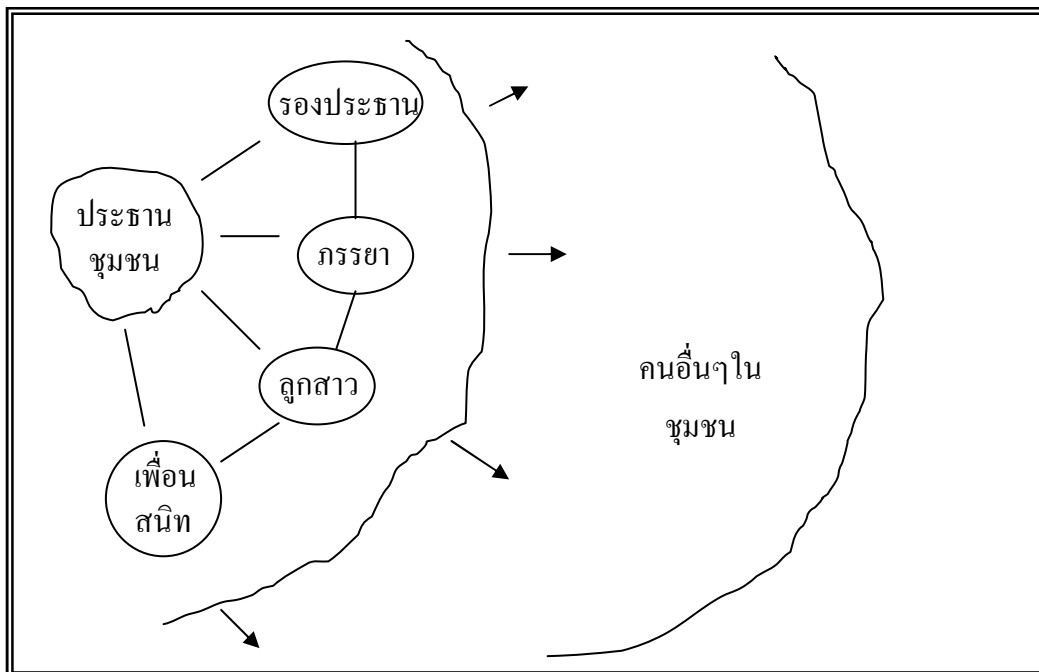 รองประธาน
ประธาน
ชุมชน
ภรรยา
ลูกสาว
เพื่อน
สนิท
คนอื่นๆใน
ชุมชน